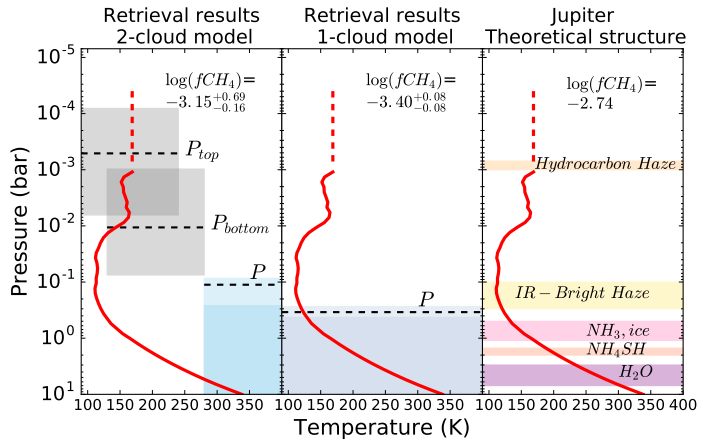 Retrieval results
2-cloud model
Retrieval results
1-cloud model
Jupiter
Theoretical structure
Pressure (bar)
10⁻⁵
10⁻⁴
10⁻³
10⁻²
10⁻¹
10⁰
10¹
log(fCH₄)=
−3.15⁺⁰·⁶⁹₋₀.₁₆
P_top
P_bottom
P
log(fCH₄)=
−3.40⁺⁰·⁰⁸₋₀.₀₈
P
log(fCH₄)=
−2.74
Hydrocarbon Haze
IR − Bright Haze
NH₃, ice
NH₄SH
H₂O
100 150 200 250 300 350
100 150 200 250 300 350
100 150 200 250 300 350 400
Temperature (K)